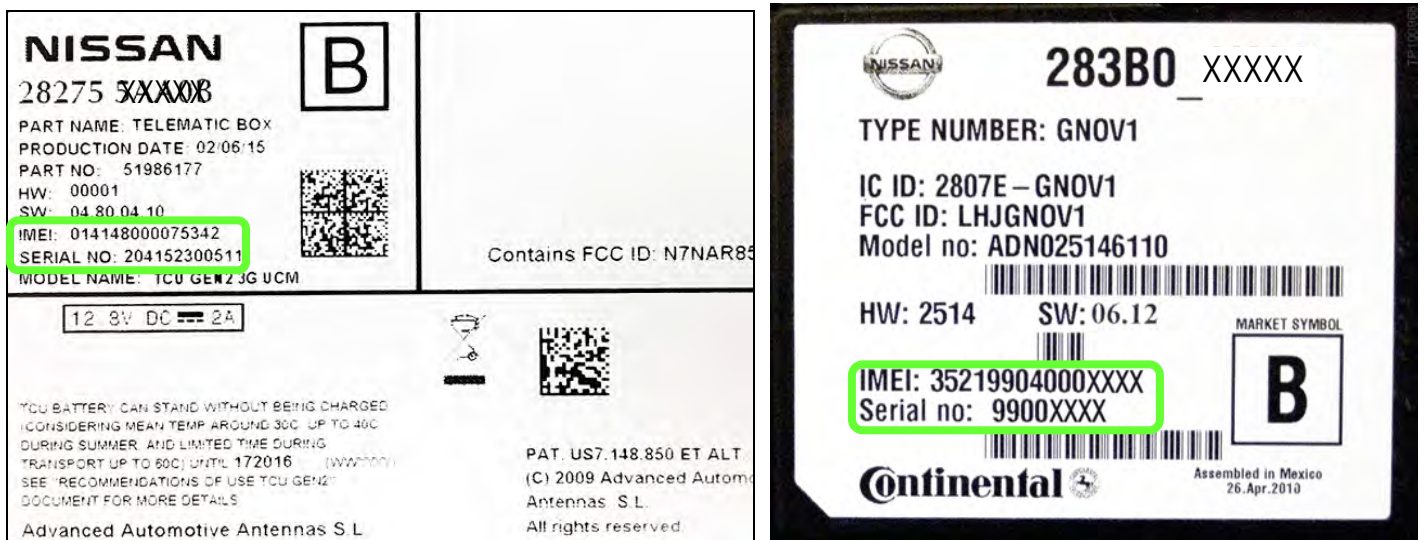 NISSAN
B
28275
PART NAME: TELEMATIC BOX
PRODUCTION DATE: 02/06/15
PART NO: 51986177
HW: 00001
SW: 04.80.04.10
IMEI: 014148000075342
SERIAL NO: 204152300511
MODEL NAME: TCU GEN2 3G UCM
Contains FCC ID: N7NAR85
12.8V DC 2A
TCU BATTERY CAN STAND WITHOUT BEING CHARGED
(CONSIDERING MEAN TEMP AROUND 30C UP TO 40C
DURING SUMMER AND LIMITED TIME DURING
TRANSPORT UP TO 60C) UNTIL 172016
SEE "RECOMMENDATIONS OF USE TCU GEN2"
DOCUMENT FOR MORE DETAILS
Advanced Automotive Antennas S.L
PAT. US7.148.850 ET ALT
(C) 2009 Advanced Automo
Antennas S.L.
All rights reserved
NISSAN
283B0_XXXXX
TYPE NUMBER: GNOV1
IC ID: 2807E – GNOV1
FCC ID: LHJGNOV1
Model no: ADN025146110
HW: 2514 SW: 06.12
MARKET SYMBOL
B
IMEI: 35219904000XXXX
Serial no: 9900XXXX
Continental
Assembled in Mexico
26.Apr.2010
TP100968